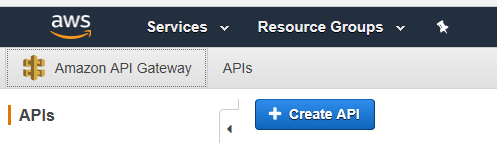 aws Services Resource Groups
Amazon API Gateway APIs
APIs
Create API